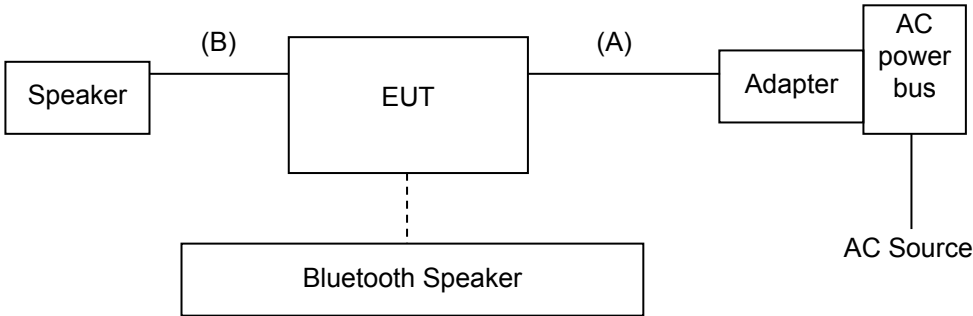 (B)
(A)
Speaker
EUT
Adapter
AC
power
bus
AC Source
Bluetooth Speaker